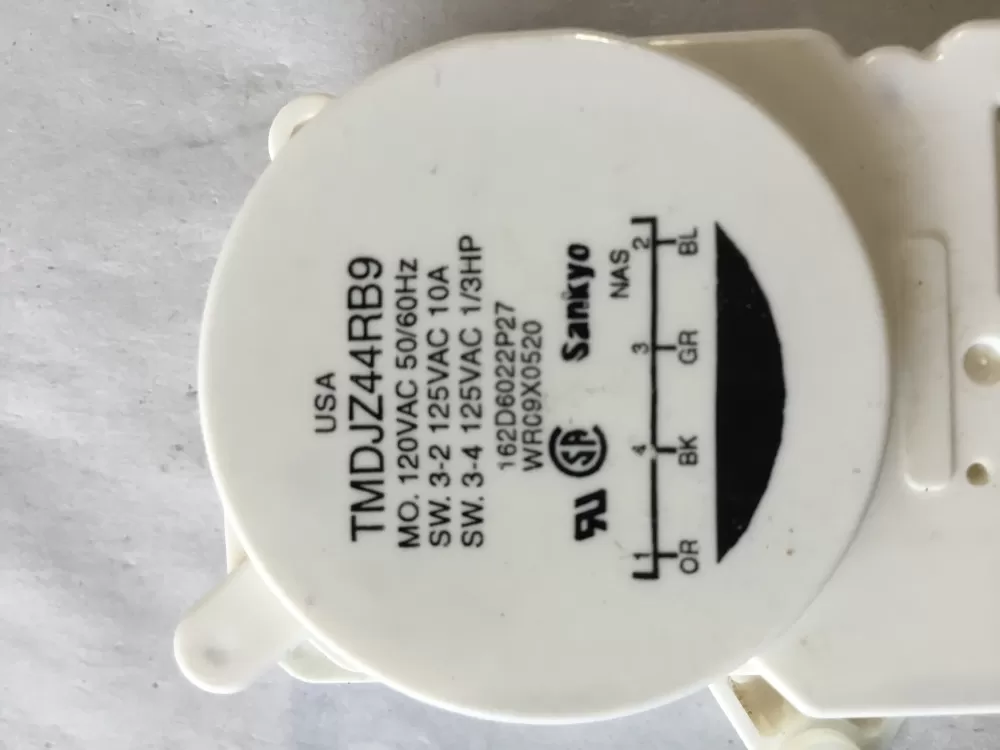 USA
TMDJZ44RB9
MO. 120VAC 50/60Hz
SW. 3-2 125VAC 10A
SW. 3-4 125VAC 1/3HP
162D6022P27
WR09X0520
SA Sankyo
NAS
1 4 3 2
OR BK GR BL